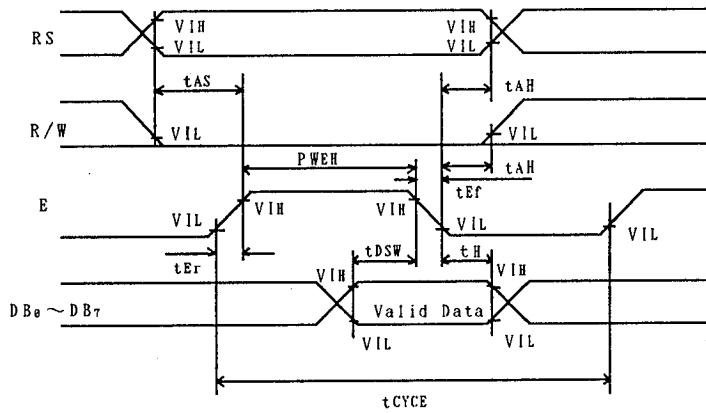 RS
VIH
VIL
VIH
VIL
tAS
tAH
R/W
VIL
VIL
PWEH
tAH
tEf
E
VIL
VIH
VIH
VIL
VIL
tEr
tDSW
tH
VIH
VIH
DB0~DB7
Valid Data
VIL
VIL
tCYCE